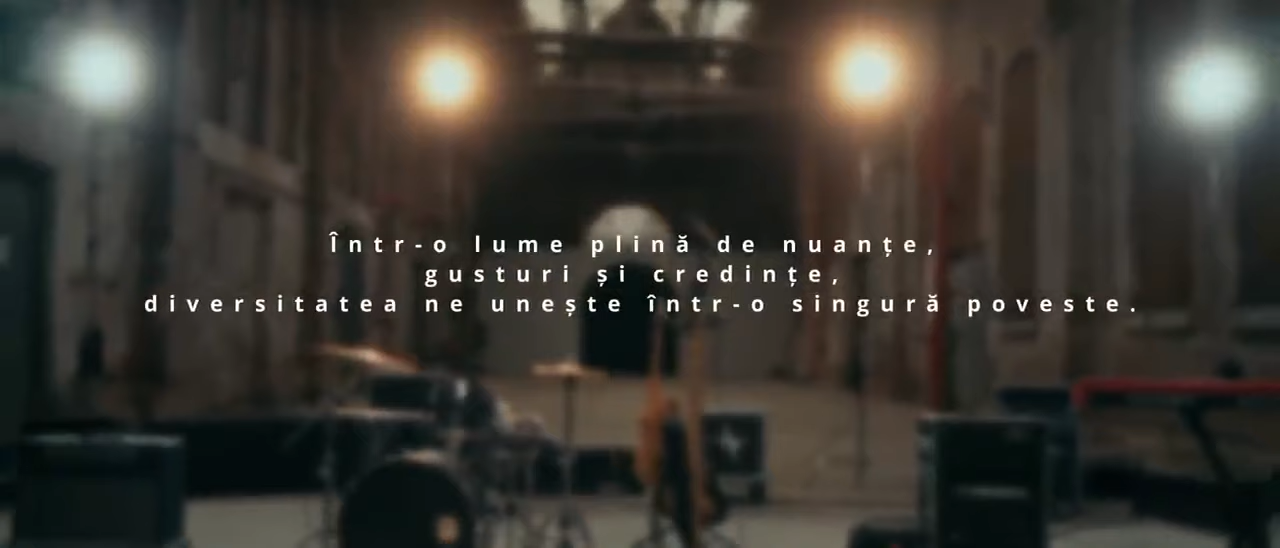 Într-o lume plină de nuanțe,
gusturi și credințe,
diversitatea ne unește într-o singură poveste.